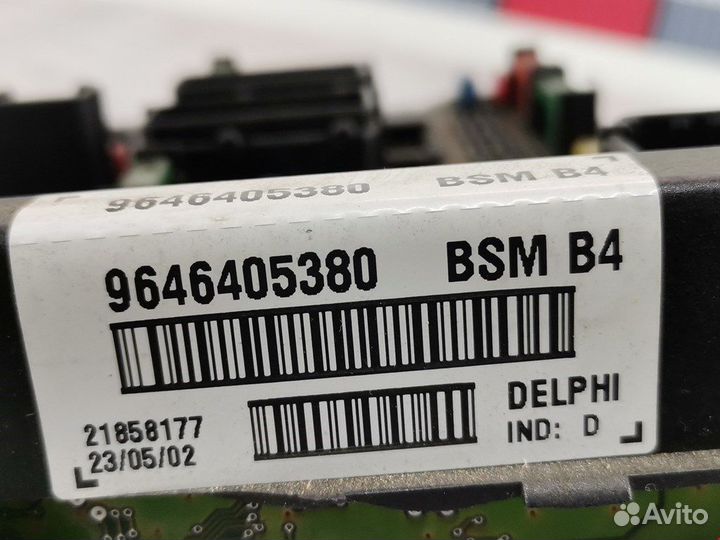 9646405380 BSM B4
9646405380 BSM B4
21858177
23/05/02
DELPHI
IND: D
Avito